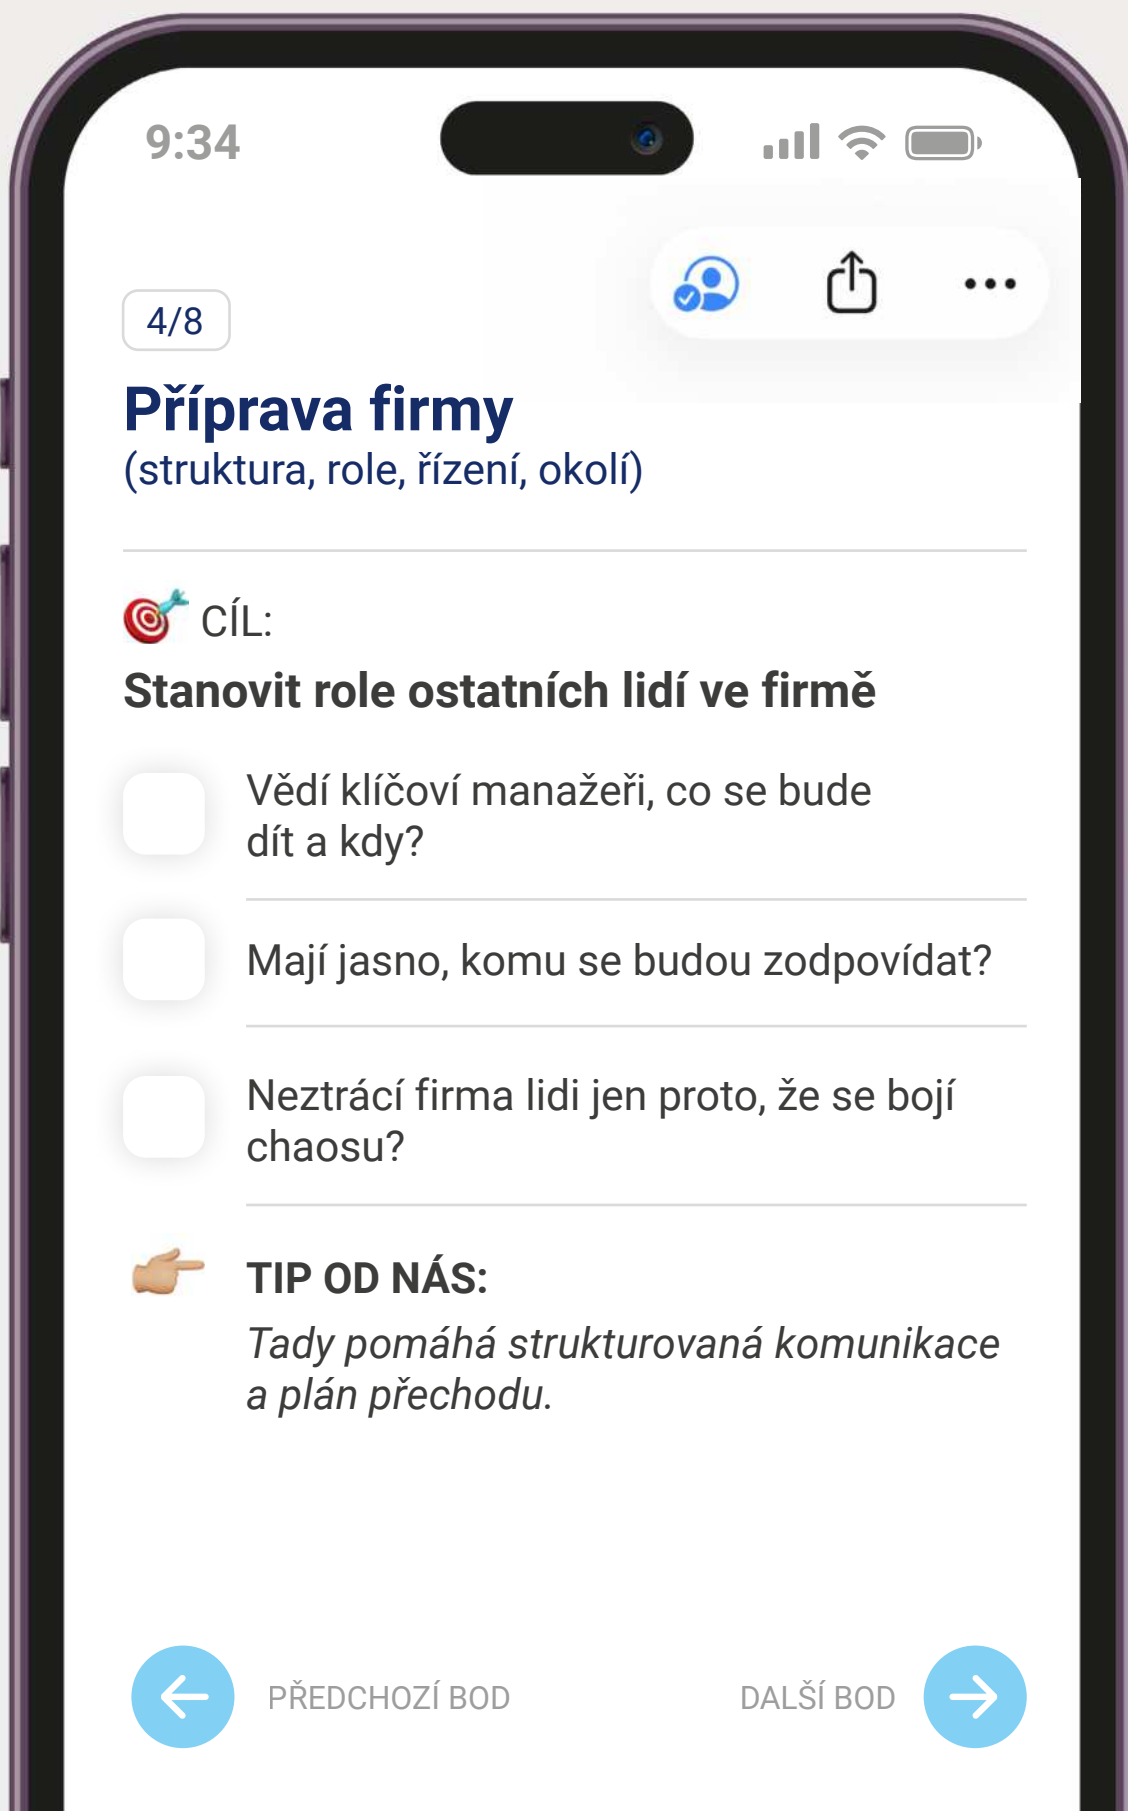 9:34
4/8
Příprava firmy
(struktura, role, řízení, okolí)
CÍL:
Stanovit role ostatních lidí ve firmě
Vědí klíčoví manažeři, co se bude
dít a kdy?
Mají jasno, komu se budou zodpovídat?
Neztrácí firma lidi jen proto, že se bojí
chaosu?
TIP OD NÁS:
Tady pomáhá strukturovaná komunikace
a plán přechodu.
PŘEDCHOZÍ BOD
DALŠÍ BOD